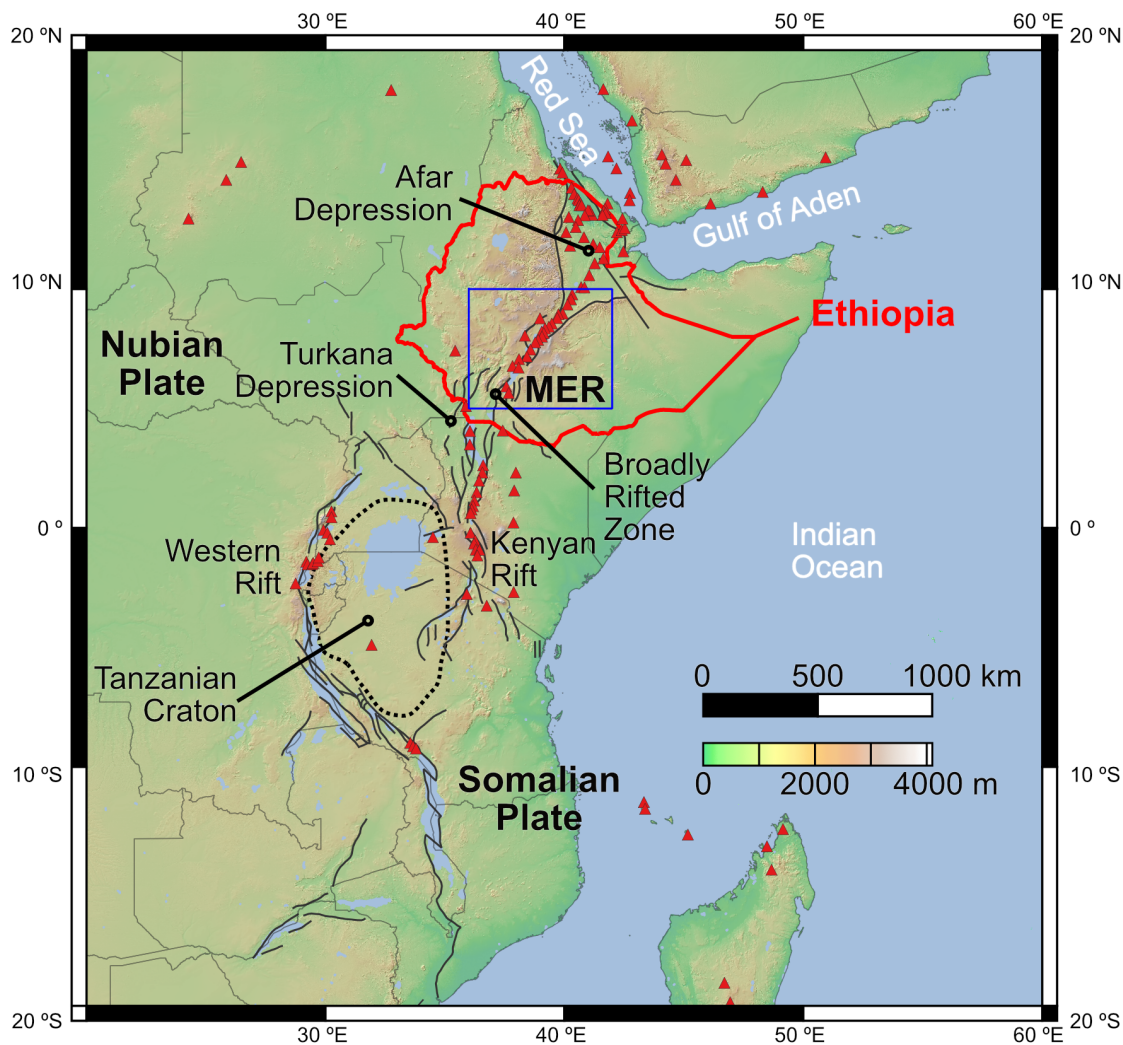 30 ºE
40 ºE
50 ºE
60 ºE
20 ºN
20 ºN
Red Sea
Afar
Depression
Gulf of Aden
10 ºN
10 ºN
Ethiopia
Nubian
Plate
Turkana
Depression
MER
Broadly
Rifted
Zone
0 º
0 º
Western
Rift
Kenyan
Rift
Indian
Ocean
Tanzanian
Craton
0 500 1000 km
0 2000 4000 m
10 ºS
10 ºS
Somalian
Plate
20 ºS
20 ºS
30 ºE
40 ºE
50 ºE
60 ºE